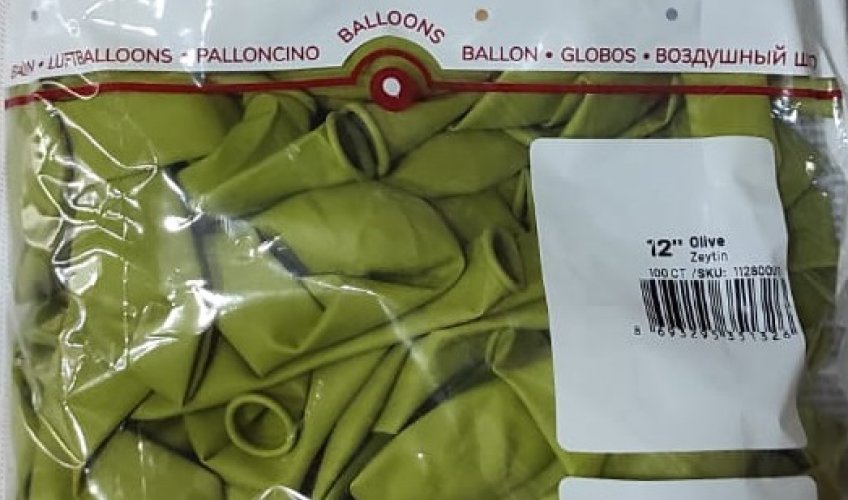 BALLOONS
LUFTBALLOONS • PALLONCINO
BALLON • GLOBOS • ВОЗДУШНЫЙ
12" Olive
Zeytin
100 CT / SKU: